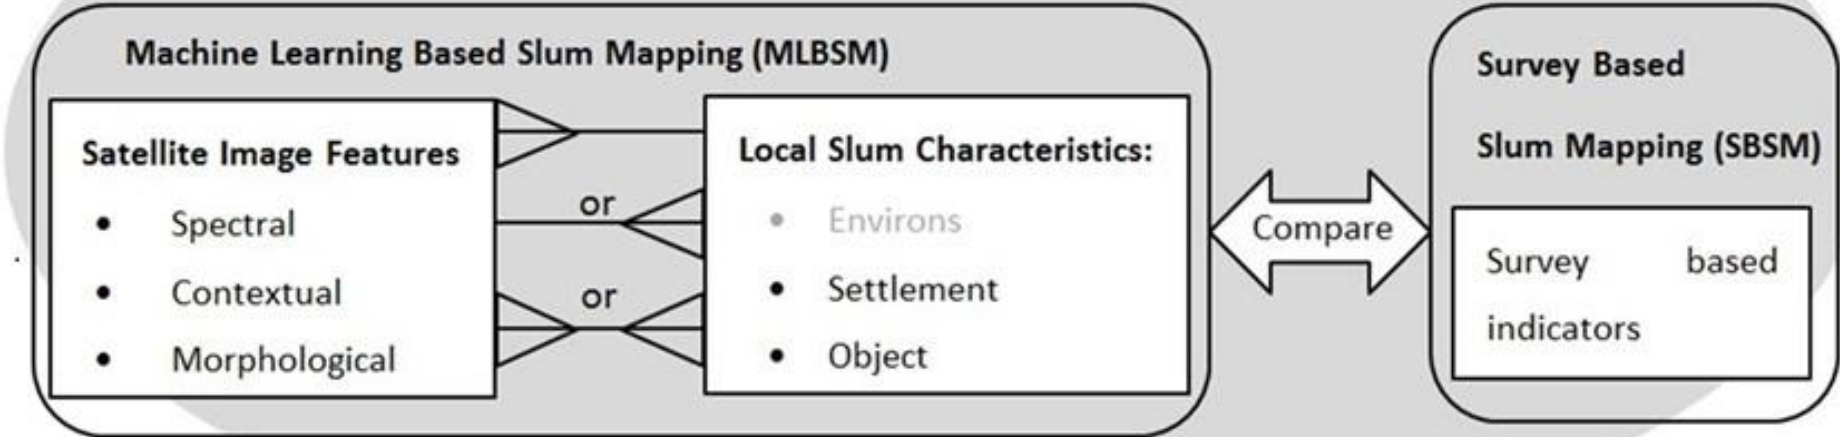 Machine Learning Based Slum Mapping (MLBSM)
Satellite Image Features
• Spectral
• Contextual
• Morphological
or
or
Local Slum Characteristics:
• Environs
• Settlement
• Object
Compare
Survey Based
Slum Mapping (SBSM)
Survey based
indicators